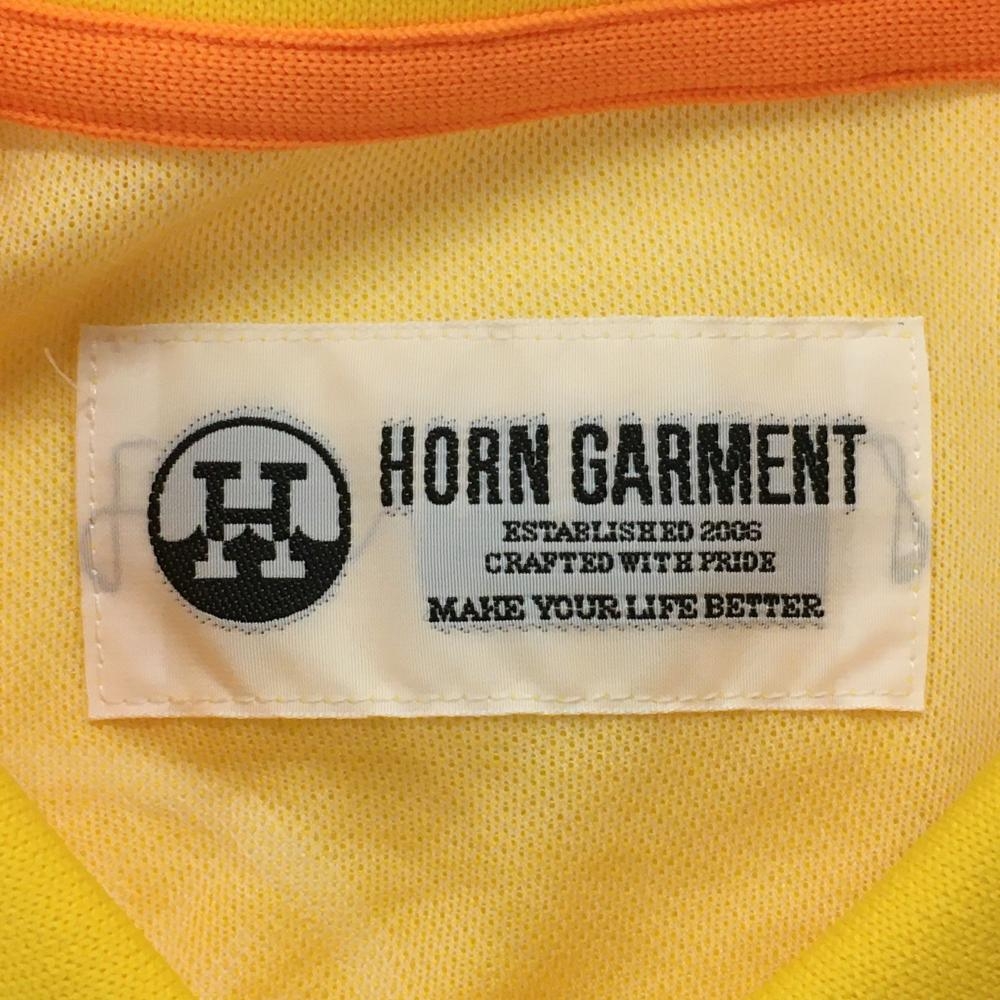 H
HORN GARMENT
ESTABLISHED 2006
CRAFTED WITH PRIDE
MAKE YOUR LIFE BETTER